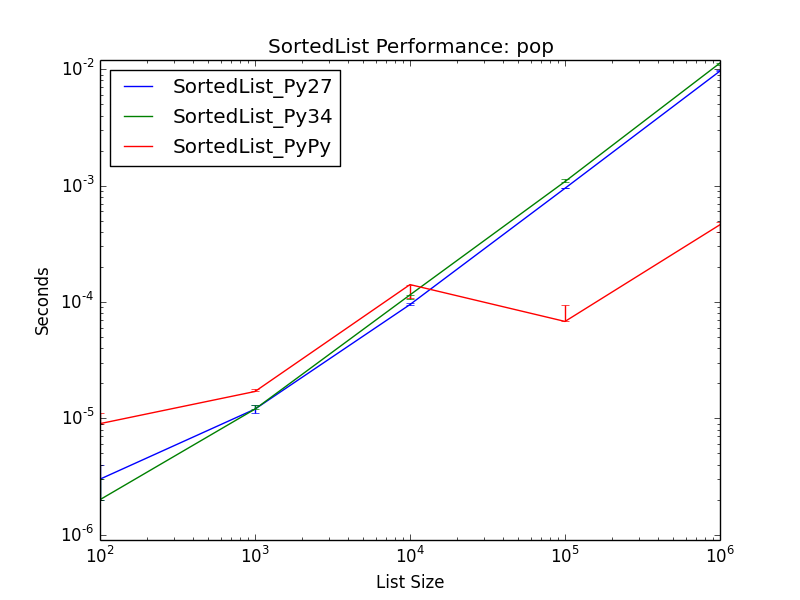 SortedList Performance: pop
SortedList_Py27
SortedList_Py34
SortedList_PyPy
10^-2
10^-3
10^-4
10^-5
10^-6
Seconds
10^2
10^3
10^4
10^5
10^6
List Size